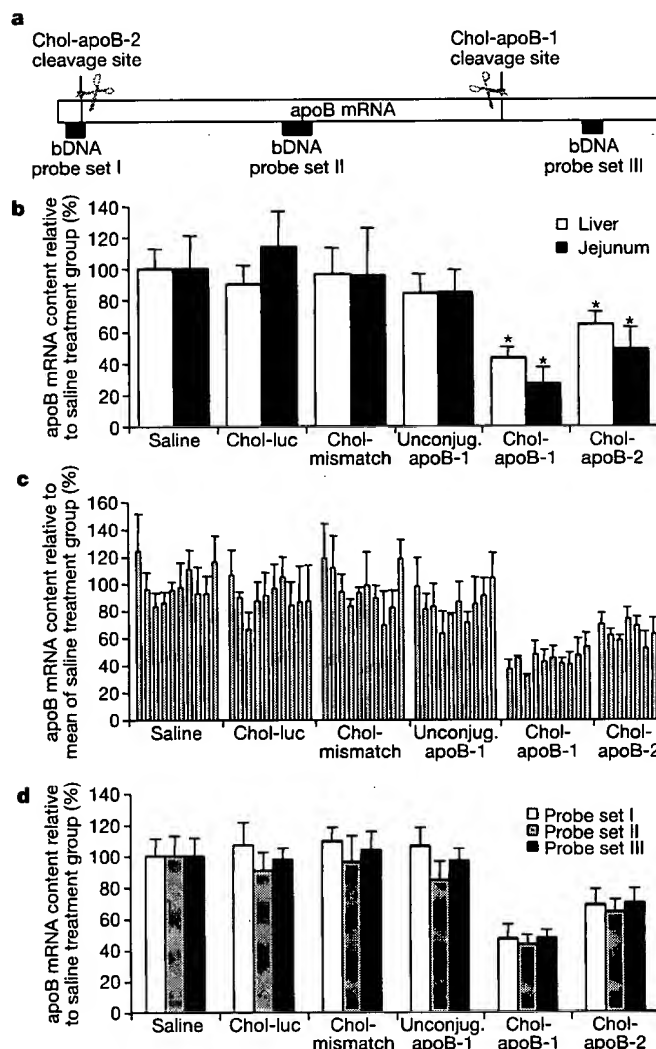 a
Chol-apoB-2
cleavage site
Chol-apoB-1
cleavage site
apoB mRNA
bDNA
probe set I
bDNA
probe set II
bDNA
probe set III
b
apoB mRNA content relative
to saline treatment group (%)
140
120
100
80
60
40
20
0
Liver
Jejunum
*
*
*
*
Saline
Chol-luc
Chol-
mismatch
Unconjug.
apoB-1
Chol-
apoB-1
Chol-
apoB-2
c
apoB mRNA content relative to
mean of saline treatment group (%)
160
140
120
100
80
60
40
20
0
Saline
Chol-luc
Chol-
mismatch
Unconjug.
apoB-1
Chol-
apoB-1
Chol-
apoB-2
d
apoB mRNA content relative
to saline treatment group (%)
140
120
100
80
60
40
20
0
Probe set I
Probe set II
Probe set III
Saline
Chol-luc
Chol-
mismatch
Unconjug.
apoB-1
Chol-
apoB-1
Chol-
apoB-2